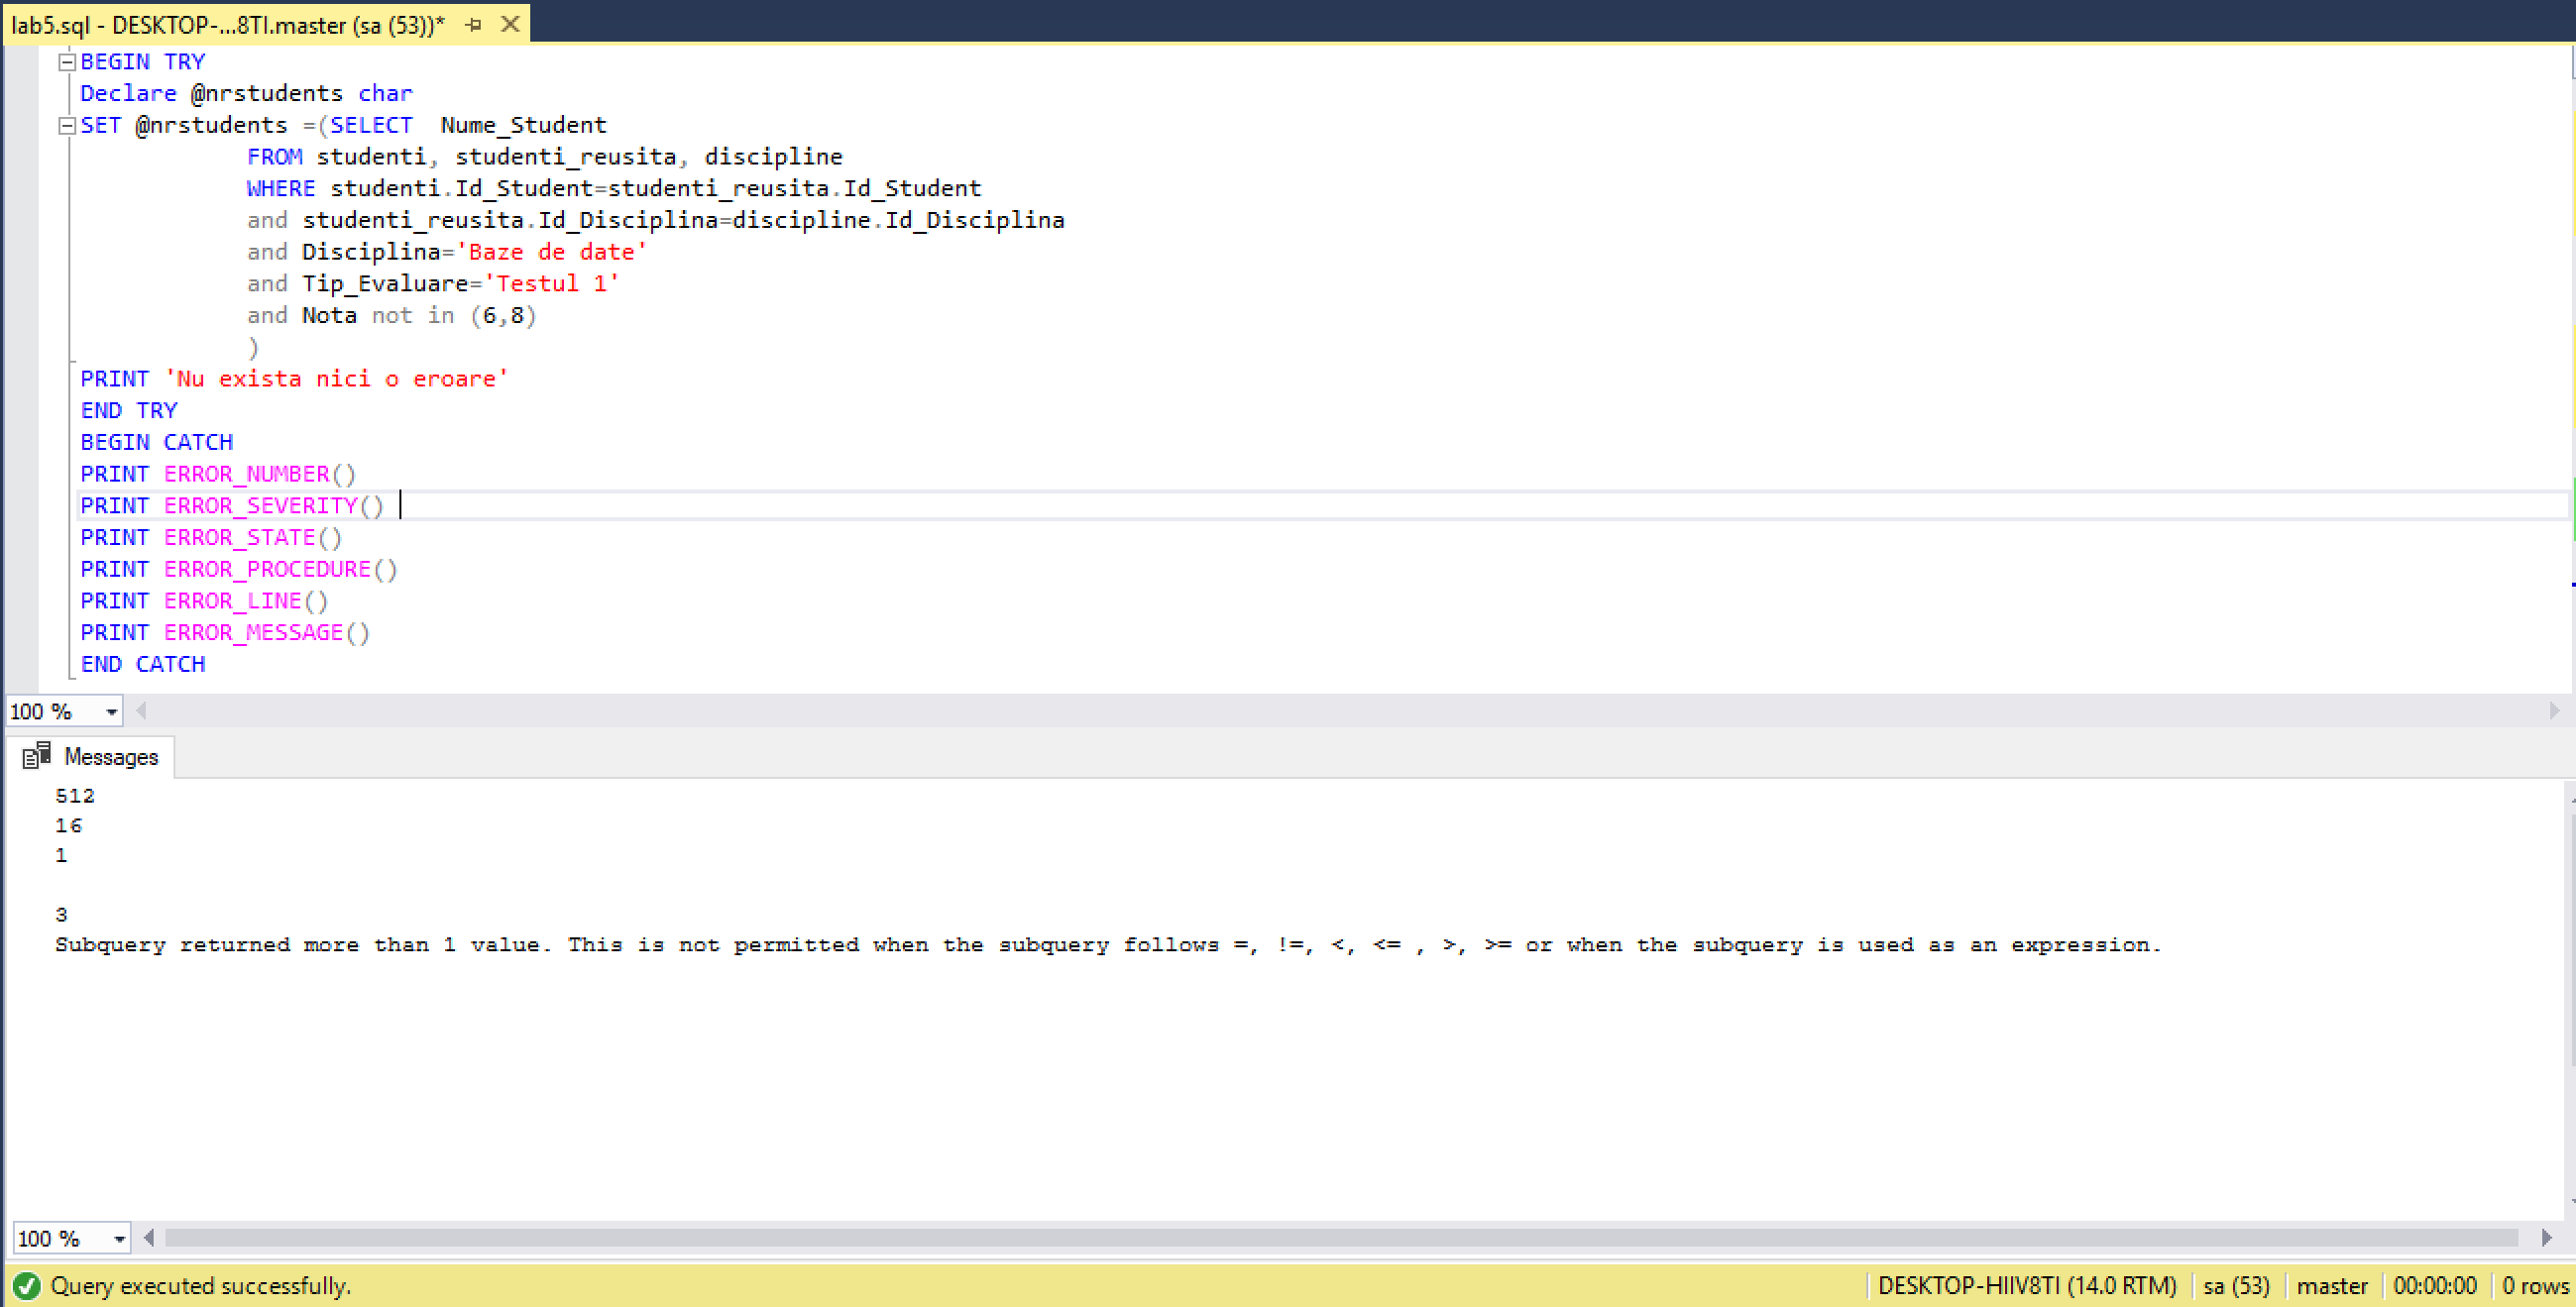 lab5.sql - DESKTOP-...8TI.master (sa (53))*
BEGIN TRY
Declare @nrstudents char
SET @nrstudents =(SELECT  Nume_Student
FROM studenti, studenti_reusita, discipline
WHERE studenti.Id_Student=studenti_reusita.Id_Student
and studenti_reusita.Id_Disciplina=discipline.Id_Disciplina
and Disciplina='Baze de date'
and Tip_Evaluare='Testul 1'
and Nota not in (6,8)
)
PRINT 'Nu exista nici o eroare'
END TRY
BEGIN CATCH
PRINT ERROR_NUMBER()
PRINT ERROR_SEVERITY()
PRINT ERROR_STATE()
PRINT ERROR_PROCEDURE()
PRINT ERROR_LINE()
PRINT ERROR_MESSAGE()
END CATCH
100 %
Messages
512
16
1
3
Subquery returned more than 1 value. This is not permitted when the subquery follows =, !=, <, <= , >, >= or when the subquery is used as an expression.
100 %
Query executed successfully. DESKTOP-HIIV8TI (14.0 RTM) sa (53) master 00:00:00 0 rows